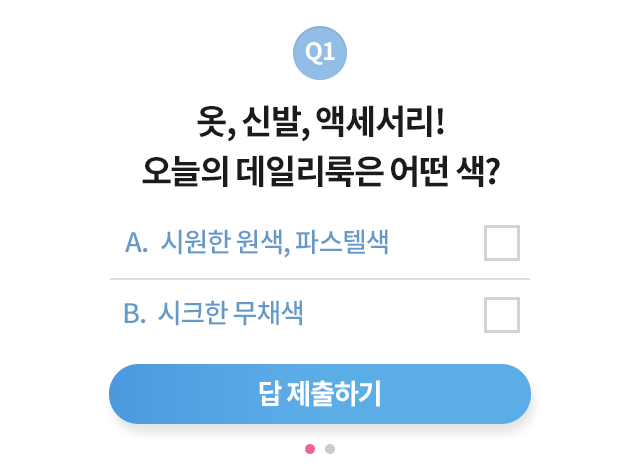 Q1
옷, 신발, 액세서리!
오늘의 데일리룩은 어떤 색?
A. 시원한 원색, 파스텔색
B. 시크한 무채색
답 제출하기